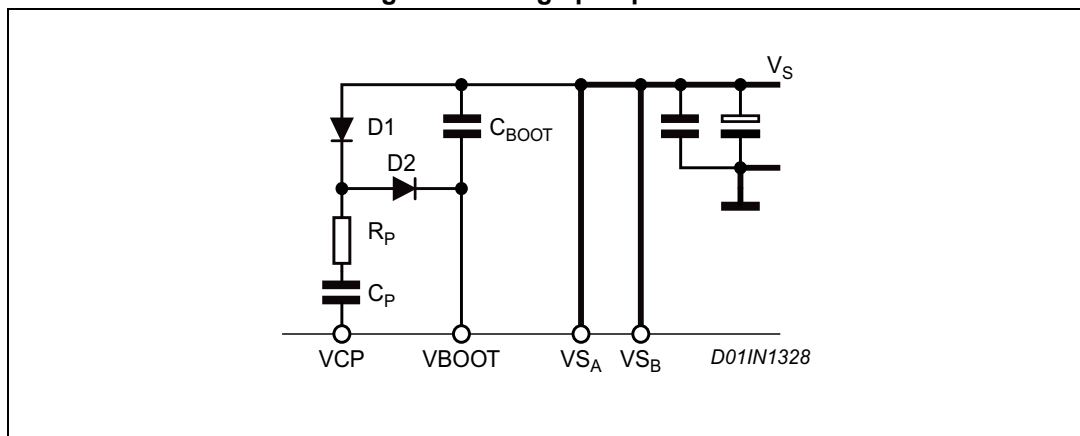 V_S
D1
C_BOOT
D2
R_P
C_P
VCP VBOOT VS_A VS_B D01IN1328